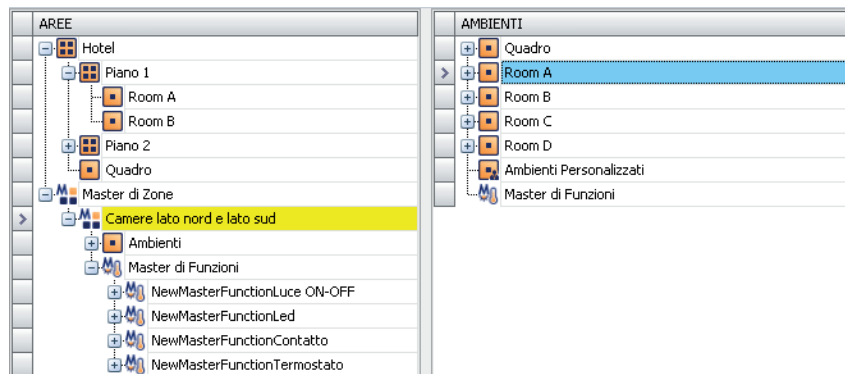 AREE
Hotel
Piano 1
Room A
Room B
Piano 2
Quadro
Master di Zone
Camere lato nord e lato sud
Ambienti
Master di Funzioni
NewMasterFunctionLuce ON-OFF
NewMasterFunctionLed
NewMasterFunctionContatto
NewMasterFunctionTermostato
AMBIENTI
Quadro
Room A
Room B
Room C
Room D
Ambienti Personalizzati
Master di Funzioni